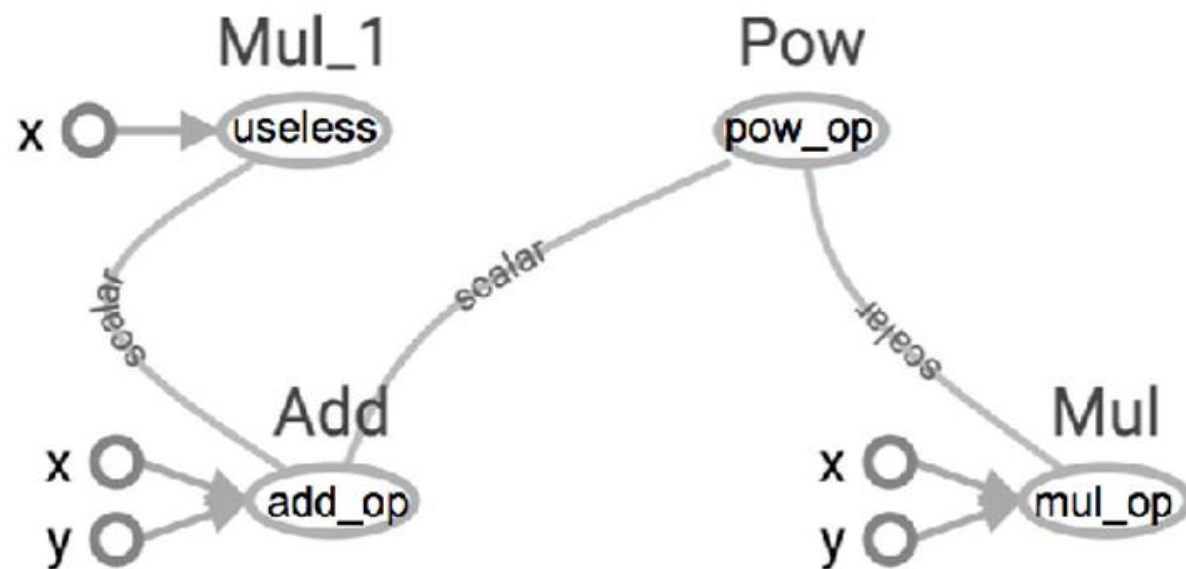 Mul_1 Pow
x useless pow_op
scalar scalar scalar
Add Mul
x x
add_op mul_op
y y